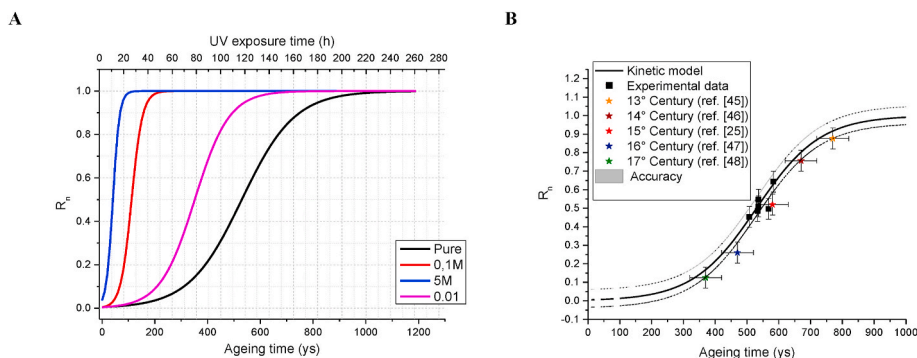 A
UV exposure time (h)
0 20 40 60 80 100 120 140 160 180 200 220 240 260 280
1.0
0.8
0.6
0.4
0.2
0.0
R_n
Pure
0,1M
5M
0.01
0 200 400 600 800 1000 1200
Ageing time (ys)
B
1.2
1.1
1.0
0.9
0.8
0.7
0.6
0.5
0.4
0.3
0.2
0.1
0.0
-0.1
R_n
Kinetic model
Experimental data
13° Century (ref. [45])
14° Century (ref. [46])
15° Century (ref. [25])
16° Century (ref. [47])
17° Century (ref. [48])
Accuracy
0 100 200 300 400 500 600 700 800 900 1000
Ageing time (ys)